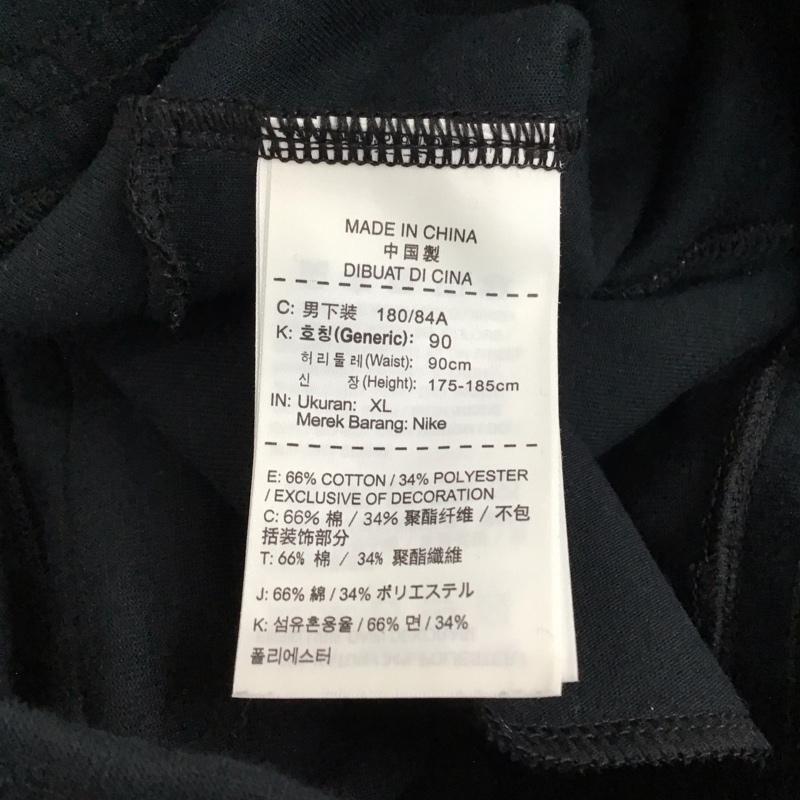 MADE IN CHINA
中国製
DIBUAT DI CINA
C: 男下装 180/84A
K: 호칭(Generic): 90
허리둘레(Waist): 90cm
신 장(Height): 175-185cm
IN: Ukuran: XL
Merek Barang: Nike
E: 66% COTTON / 34% POLYESTER
/ EXCLUSIVE OF DECORATION
C: 66% 棉 / 34% 聚酯纤维 / 不包
括装饰部分
T: 66% 棉 / 34% 聚酯纖維
J: 66% 綿 / 34% ポリエステル
K: 섬유혼용율 / 66% 면 / 34%
폴리에스터